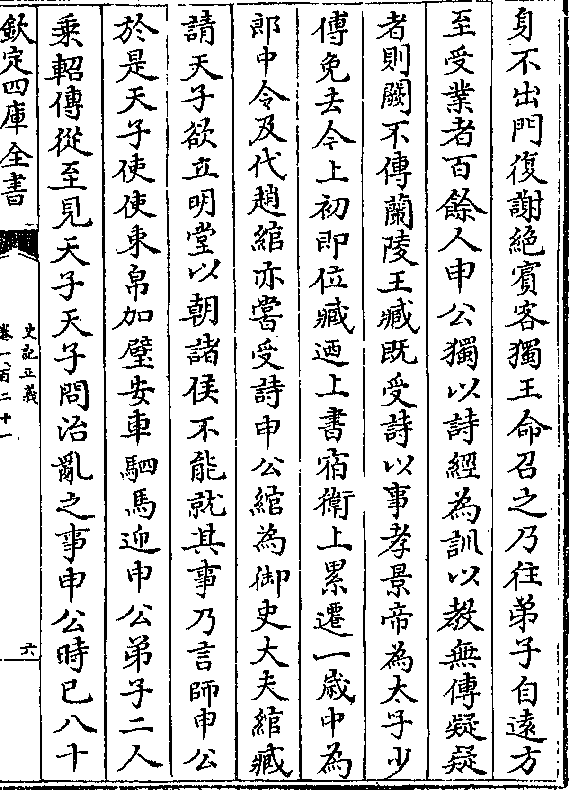 身不出門復謝絶賓客獨王命召之乃往弟子自遠方
至受業者百餘人申公獨以詩經為訓以教無傳疑疑
者則闕不傳蘭陵王臧既受詩以事孝景帝為太子少
傅免去今上初即位臧迺上書宿衛上累遷一歲中為
郎中令及代趙綰亦嘗受詩申公綰為御史大夫綰臧
請天子欲立明堂以朝諸侯不能就其事乃言師申公
於是天子使使束帛加璧安車駟馬迎申公弟子二人
乘軺傳從至見天子天子問治亂之事申公時已八十
欽定四庫全書
史記正義
卷一百二十一
六